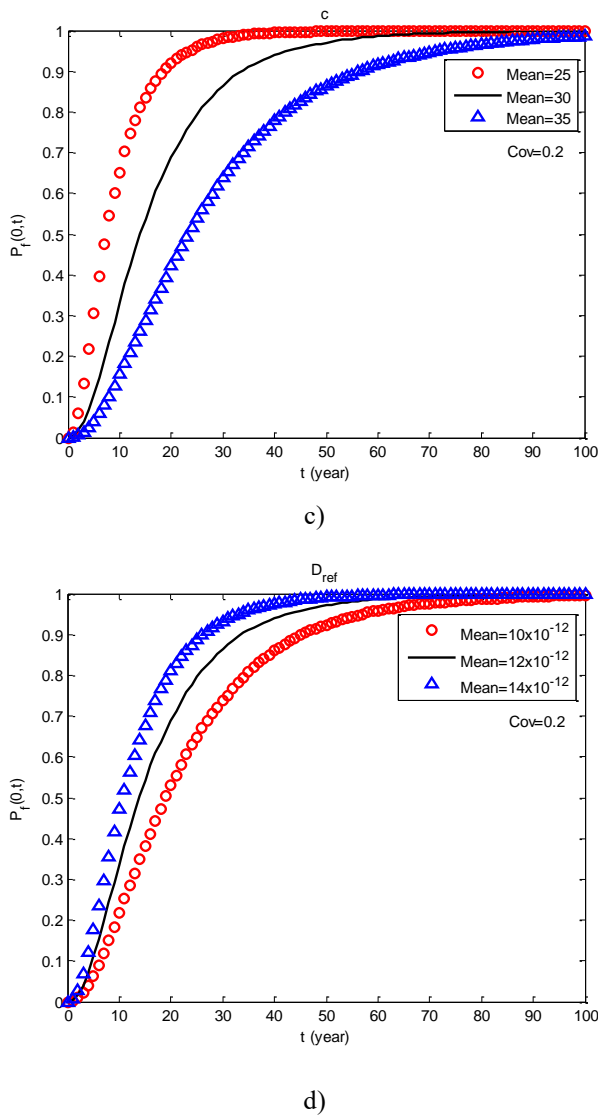 c
1
0.9
0.8
0.7
0.6
0.5
0.4
0.3
0.2
0.1
0
P_f(0,t)
Mean=25
Mean=30
Mean=35
Cov=0.2
0 10 20 30 40 50 60 70 80 90 100
t (year)
c)
D_ref
1
0.9
0.8
0.7
0.6
0.5
0.4
0.3
0.2
0.1
0
P_f(0,t)
Mean=10x10^-12
Mean=12x10^-12
Mean=14x10^-12
Cov=0.2
0 10 20 30 40 50 60 70 80 90 100
t (year)
d)